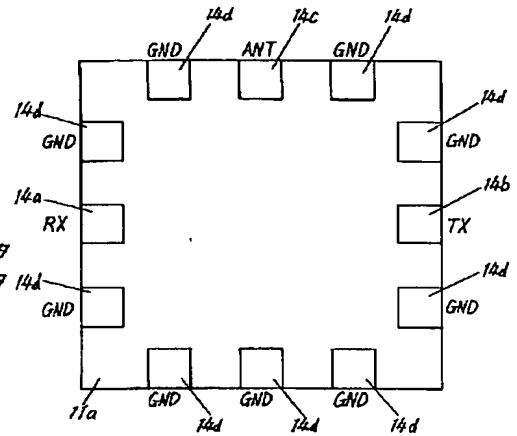 14d 14c 14d
GND ANT GND
14d 14d
GND GND
14a 14b
RX TX
14d 14d
GND GND
11a GND 14d GND 14d GND 14d